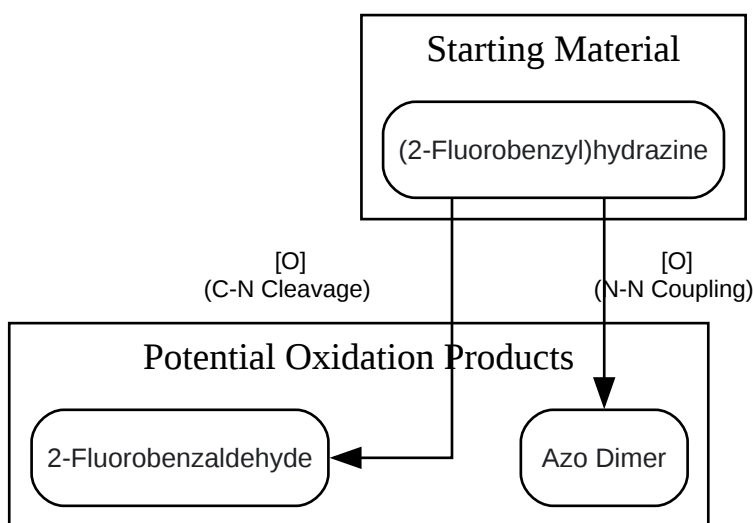 Starting Material
(2-Fluorobenzyl)hydrazine
[O]
(C-N Cleavage)
[O]
(N-N Coupling)
Potential Oxidation Products
2-Fluorobenzaldehyde
Azo Dimer